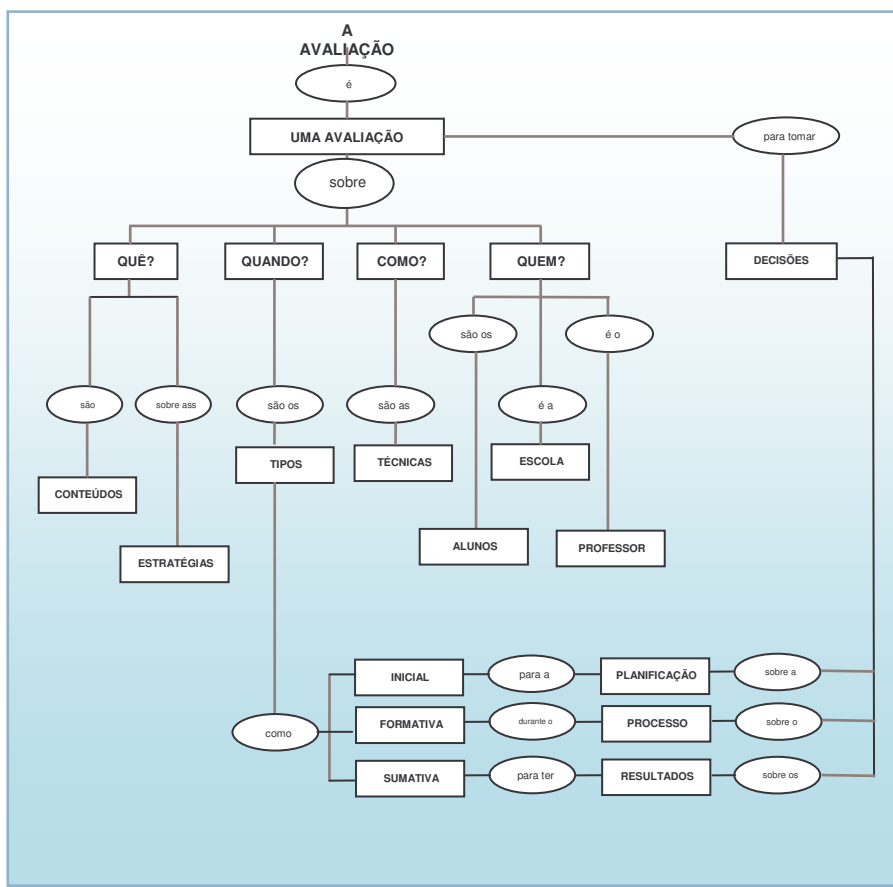 A
AVALIAÇÃO
é
UMA AVALIAÇÃO
para tomar
sobre
QUÊ?
QUANDO?
COMO?
QUEM?
DECISÕES
são os
é o
são
sobre ass
são os
são as
é a
CONTEÚDOS
TIPOS
TÉCNICAS
ESCOLA
ESTRATÉGIAS
ALUNOS
PROFESSOR
INICIAL
para a
PLANIFICAÇÃO
sobre a
como
FORMATIVA
durante o
PROCESSO
sobre o
SUMATIVA
para ter
RESULTADOS
sobre os